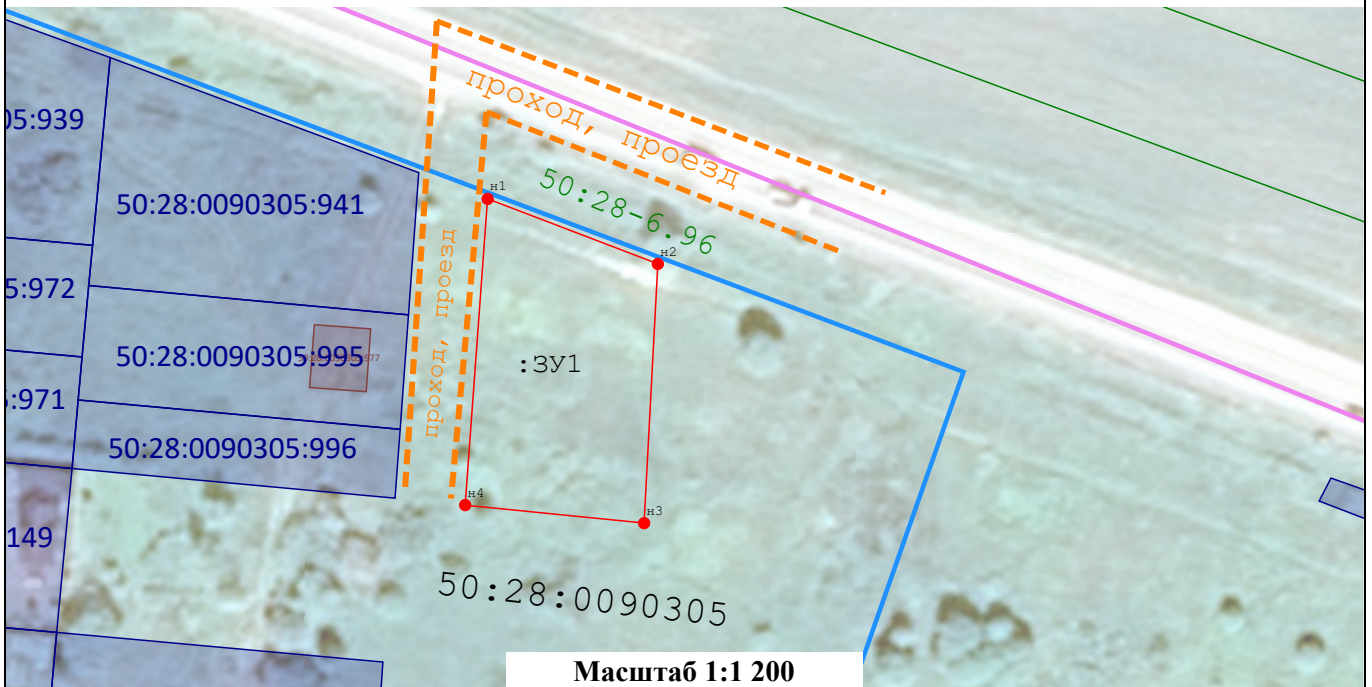 проход, проезд
05:939
50:28-6.96
н1
50:28:0090305:941
н2
проход, проезд
5:972
50:28:0090305:995
:ЗУ1
:971
50:28:0090305:996
н4
н3
149
50:28:0090305
Масштаб 1:1 200